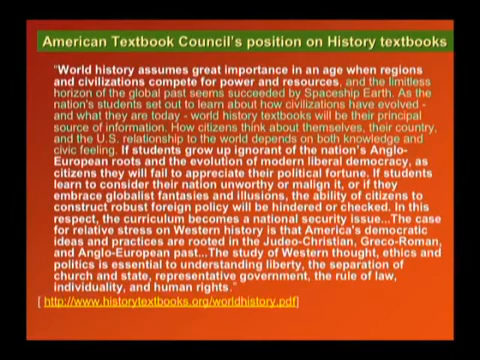 American Textbook Council's position on History textbooks
"World history assumes great importance in an age when regions
and civilizations compete for power and resources, and the limitless
horizon of the global past seems succeeded by Spaceship Earth. As the
nation's students set out to learn about how civilizations have evolved -
and what they are today - world history textbooks will be their principal
source of information. How citizens think about themselves, their country,
and the U.S. relationship to the world depends on both knowledge and
civic feeling. If students grow up ignorant of the nation's Anglo-
European roots and the evolution of modern liberal democracy, as
citizens they will fail to appreciate their political fortune. If students
learn to consider their nation unworthy or malign it, or if they
embrace globalist fantasies and illusions, the ability of citizens to
construct robust foreign policy will be hindered or checked. In this
respect, the curriculum becomes a national security issue...The case
for relative stress on Western history is that America's democratic
ideas and practices are rooted in the Judeo-Christian, Greco-Roman,
and Anglo-European past...The study of Western thought, ethics and
politics is essential to understanding liberty, the separation of
church and state, representative government, the rule of law,
individuality, and human rights."
[ http://www.historytextbooks.org/worldhistory.pdf]